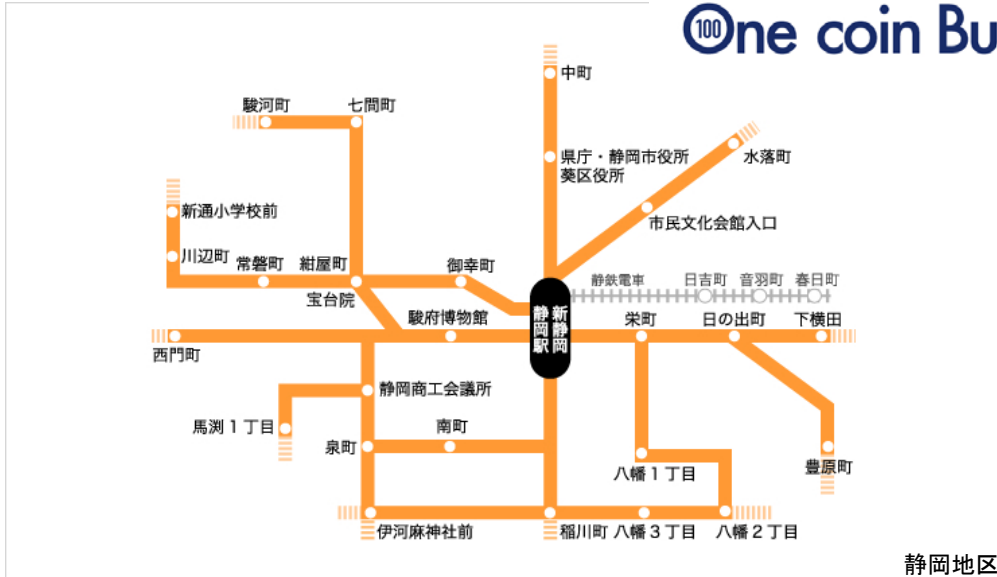 100 One coin Bu
中町
駿河町
七間町
県庁・静岡市役所
葵区役所
水落町
新通小学校前
市民文化会館入口
川辺町
常磐町
紺屋町
御幸町
宝台院
静鉄電車
日吉町
音羽町
春日町
駿府博物館
新静岡
静岡駅
栄町
日の出町
下横田
西門町
静岡商工会議所
馬渕1丁目
泉町
南町
八幡1丁目
豊原町
伊河麻神社前
稲川町
八幡3丁目
八幡2丁目
静岡地区